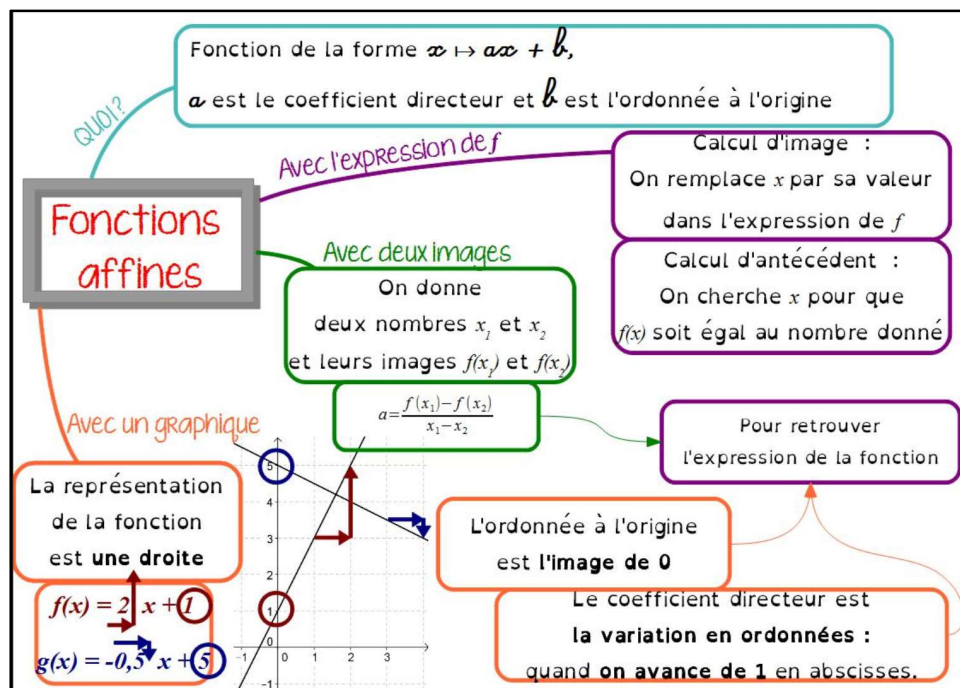 Fonction de la forme x ↦ ax + b,
a est le coefficient directeur et b est l'ordonnée à l'origine
QUOI?
Fonctions
affines
Avec l'expression de f
Calcul d'image :
On remplace x par sa valeur
dans l'expression de f
Calcul d'antécédent :
On cherche x pour que
f(x) soit égal au nombre donné
Avec deux images
On donne
deux nombres x₁ et x₂
et leurs images f(x₁) et f(x₂)
a = (f(x₁)−f(x₂))/(x₁−x₂)
Pour retrouver
l'expression de la fonction
Avec un graphique
La représentation
de la fonction
est une droite
f(x) = 2 x + 1
g(x) = -0,5 x + 5
5
4
3
2
1
0
-1
-1 0 1 2 3
L'ordonnée à l'origine
est l'image de 0
Le coefficient directeur est
la variation en ordonnées :
quand on avance de 1 en abscisses.